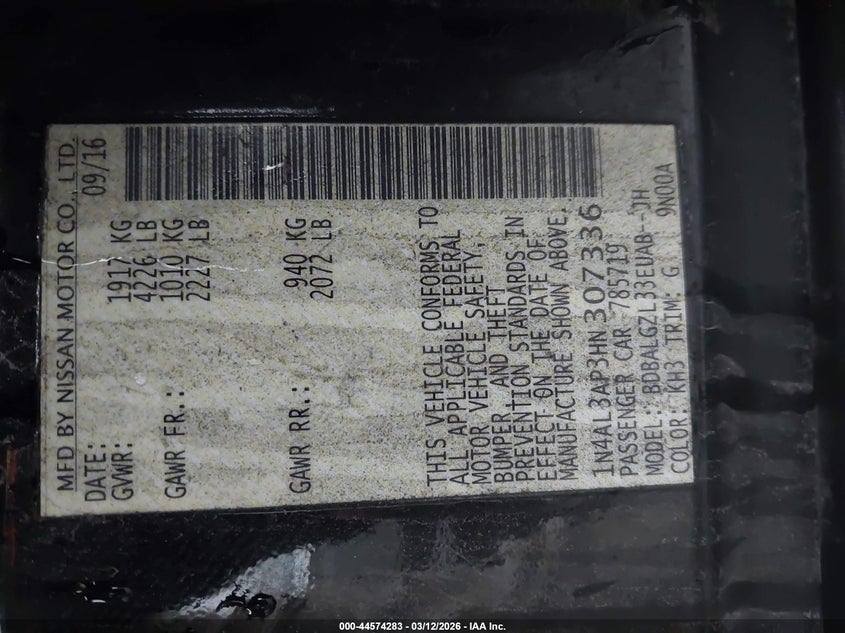 MFD BY NISSAN MOTOR CO., LTD.
DATE: 09/16
GVWR: 1917 KG
4226 LB
GAWR FR.: 1010 KG
2227 LB
GAWR RR.: 940 KG
2072 LB
THIS VEHICLE CONFORMS TO
ALL APPLICABLE FEDERAL
MOTOR VEHICLE SAFETY,
BUMPER, AND THEFT
PREVENTION STANDARDS IN
EFFECT ON THE DATE OF
MANUFACTURE SHOWN ABOVE.
1N4AL3AP3HN307336
PASSENGER CAR 785719
MODEL: BDBALGZL33EUAB--JH
COLOR: KH3 TRIM: G 9N00A
000-44574283 - 03/12/2026 - IAA Inc.